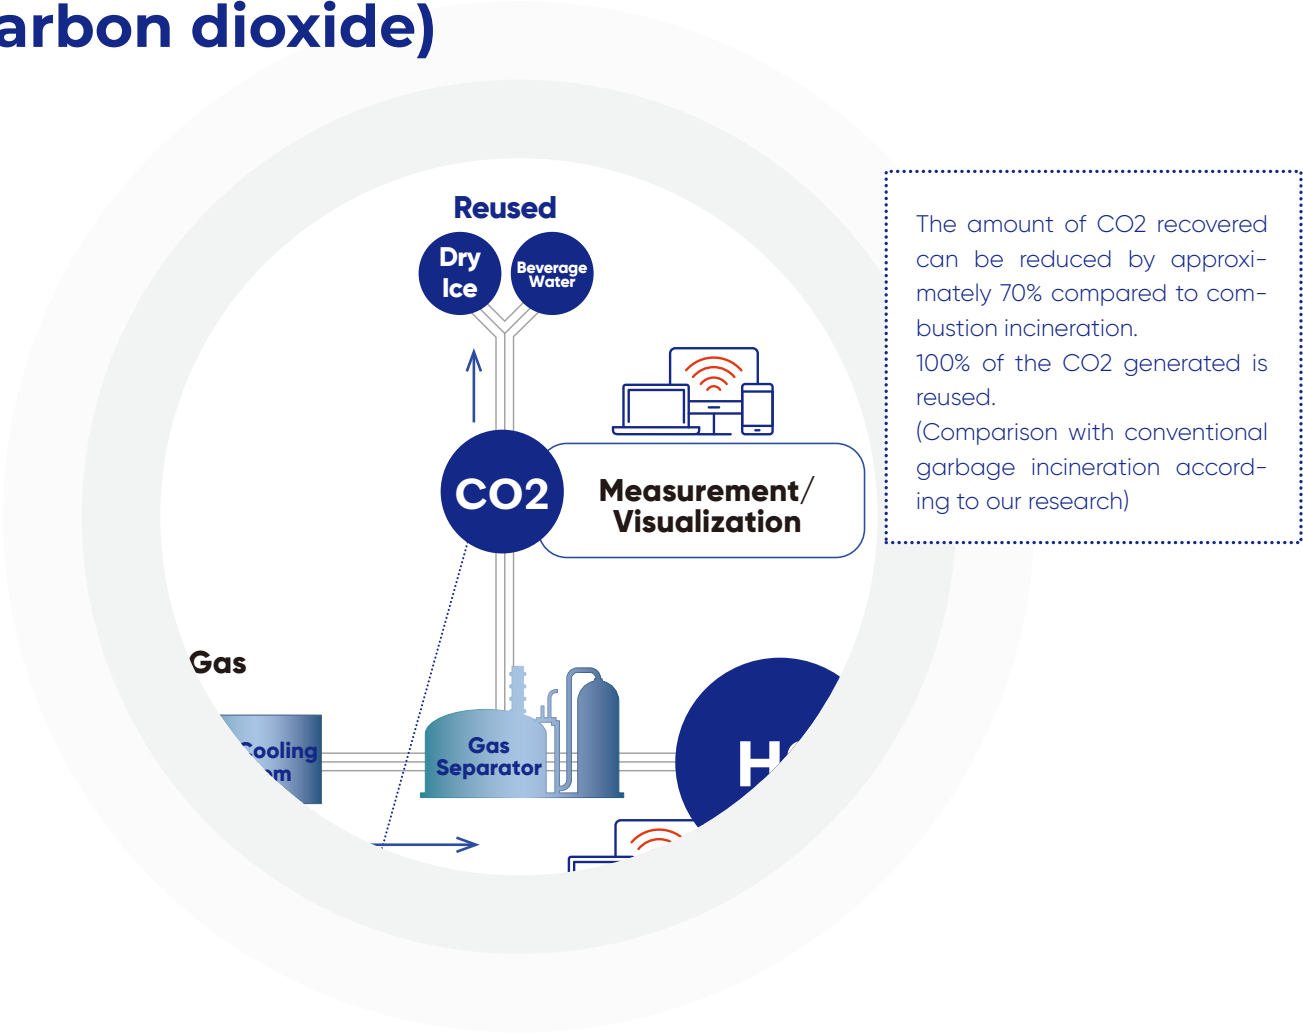 arbon dioxide)
Reused
Dry
Ice
Beverage
Water
The amount of CO2 recovered
can be reduced by approxi-
mately 70% compared to com-
bustion incineration.
100% of the CO2 generated is
reused.
(Comparison with conventional
garbage incineration accord-
ing to our research)
CO2
Measurement/
Visualization
Gas
Cooling
Gas
Separator